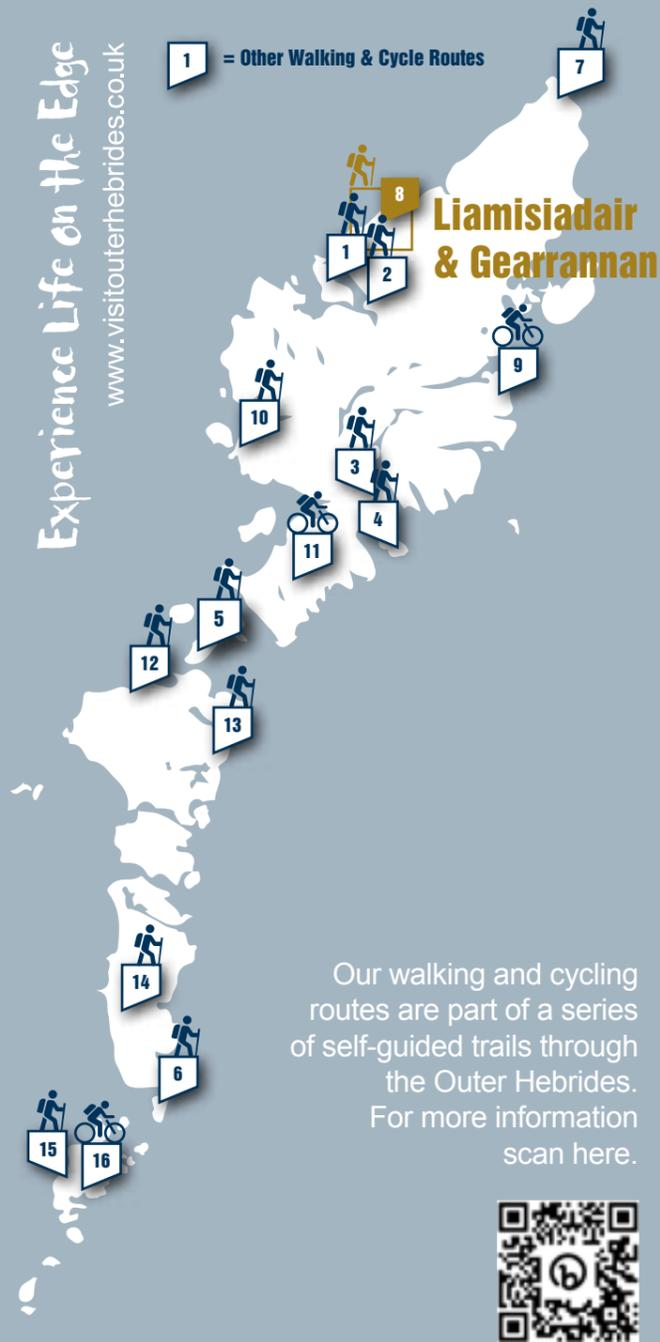 Experience Life on the Edge
www.visitouterhebrides.co.uk
1 = Other Walking & Cycle Routes
7
8
Liamisiadair
& Gearrannan
1
2
9
10
3
4
11
5
12
13
14
6
15
16
Our walking and cycling
routes are part of a series
of self-guided trails through
the Outer Hebrides.
For more information
scan here.